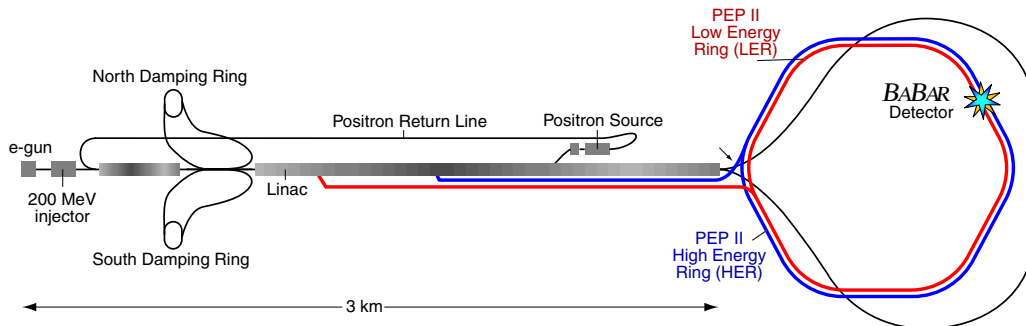 PEP II
Low Energy
Ring (LER)
North Damping Ring
BABAR
Detector
Positron Return Line
Positron Source
e-gun
Linac
200 MeV
injector
PEP II
High Energy
Ring (HER)
South Damping Ring
3 km